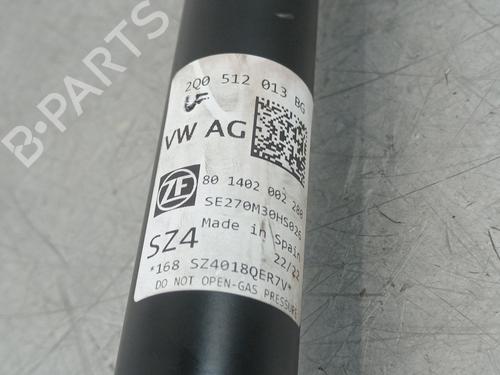 B-PARTS
2Q0 512 013 BG
VW AG
ZF
80 1402 002 280
SE270M30HS026
Made in Spain
SZ4
22/22
*168 SZ4018QER7V*
DO NOT OPEN-GAS PRESSURE